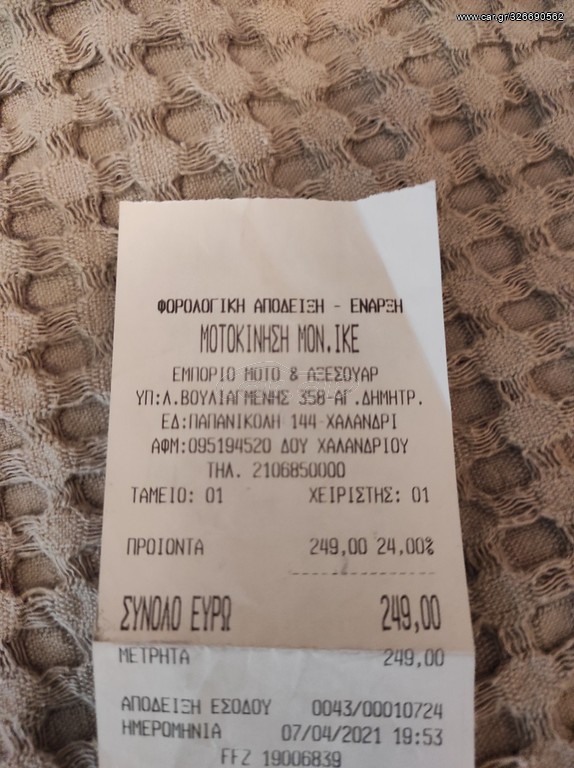 www.car.gr/326690562
ΦΟΡΟΛΟΓΙΚΗ ΑΠΟΔΕΙΞΗ - ΕΝΑΡΞΗ
ΜΟΤΟΚΙΝΗΣΗ ΜΟΝ.ΙΚΕ
ΕΜΠΟΡΙΟ ΜΟΤΟ & ΑΞΕΣΟΥΑΡ
ΥΠ:Λ.ΒΟΥΛΙΑΓΜΕΝΗΣ 358-ΑΓ.ΔΗΜΗΤΡ.
ΕΔ:ΠΑΠΑΝΙΚΟΛΗ 144-ΧΑΛΑΝΔΡΙ
ΑΦΜ:095194520 ΔΟΥ ΧΑΛΑΝΔΡΙΟΥ
ΤΗΛ. 2106850000
ΤΑΜΕΙΟ: 01 ΧΕΙΡΙΣΤΗΣ: 01
ΠΡΟΙΟΝΤΑ 249,00 24,00%
ΣΥΝΟΛΟ ΕΥΡΩ 249,00
ΜΕΤΡΗΤΑ 249,00
ΑΠΟΔΕΙΞΗ ΕΣΟΔΟΥ 0043/00010724
ΗΜΕΡΟΜΗΝΙΑ 07/04/2021 19:53
FFZ 19006839